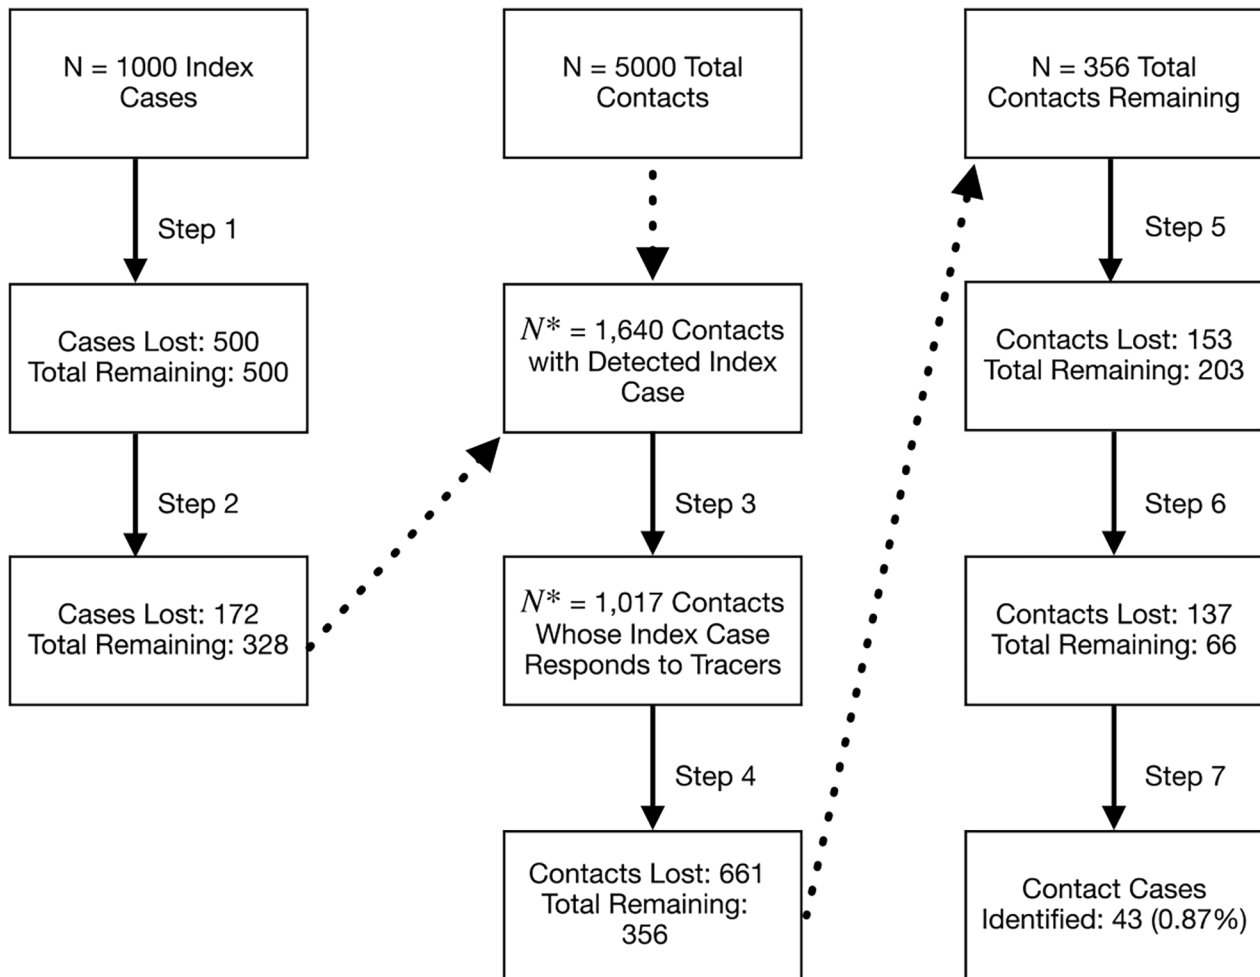 N = 1000 Index
Cases
Step 1
Cases Lost: 500
Total Remaining: 500
Step 2
Cases Lost: 172
Total Remaining: 328
N = 5000 Total
Contacts
N* = 1,640 Contacts
with Detected Index
Case
Step 3
N* = 1,017 Contacts
Whose Index Case
Responds to Tracers
Step 4
Contacts Lost: 661
Total Remaining:
356
N = 356 Total
Contacts Remaining
Step 5
Contacts Lost: 153
Total Remaining: 203
Step 6
Contacts Lost: 137
Total Remaining: 66
Step 7
Contact Cases
Identified: 43 (0.87%)